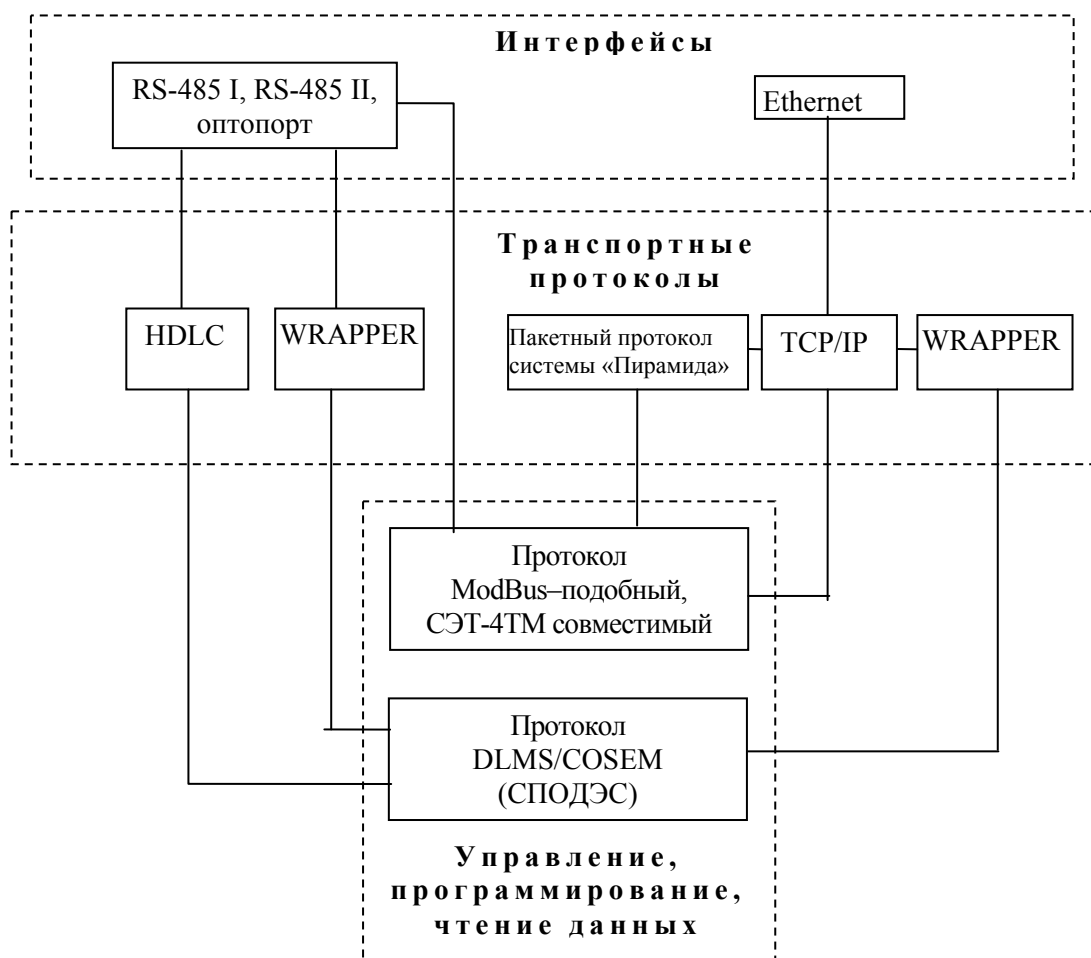 Интерфейсы
RS-485 I, RS-485 II,
оптопорт
Ethernet
Транспортные
протоколы
HDLC
WRAPPER
Пакетный протокол
системы «Пирамида»
TCP/IP
WRAPPER
Протокол
ModBus–подобный,
СЭТ-4ТМ совместимый
Протокол
DLMS/COSEM
(СПОДЭС)
Управление,
программирование,
чтение данных